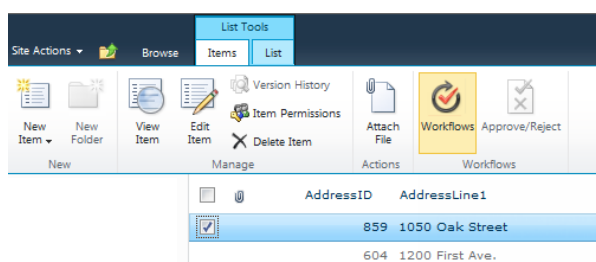 List Tools
Site Actions Browse Items List
Version History
Item Permissions
Delete Item
New Item
New Folder
View Item
Edit Item
Attach File
Workflows
Approve/Reject
New
Manage
Actions
Workflows
AddressID AddressLine1
859 1050 Oak Street
604 1200 First Ave.